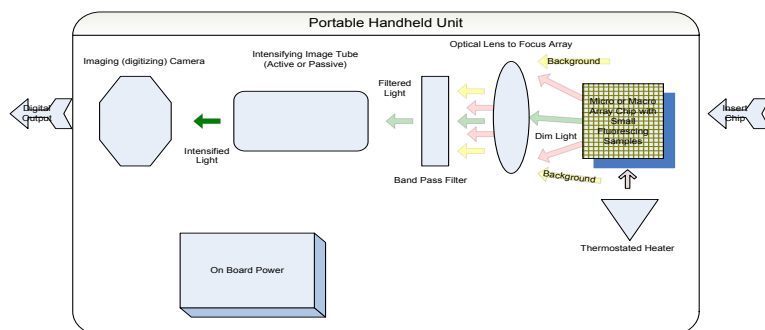 Portable Handheld Unit
Imaging (digitizing) Camera
Intensifying Image Tube
(Active or Passive)
Optical Lens to Focus Array
Filtered
Light
Background
Digital
Output
Micro or Macro
Array Chip with
Small
Fluorescing
Samples
Insert
Chip
Intensified
Light
Dim Light
Band Pass Filter
Background
Thermostated Heater
On Board Power